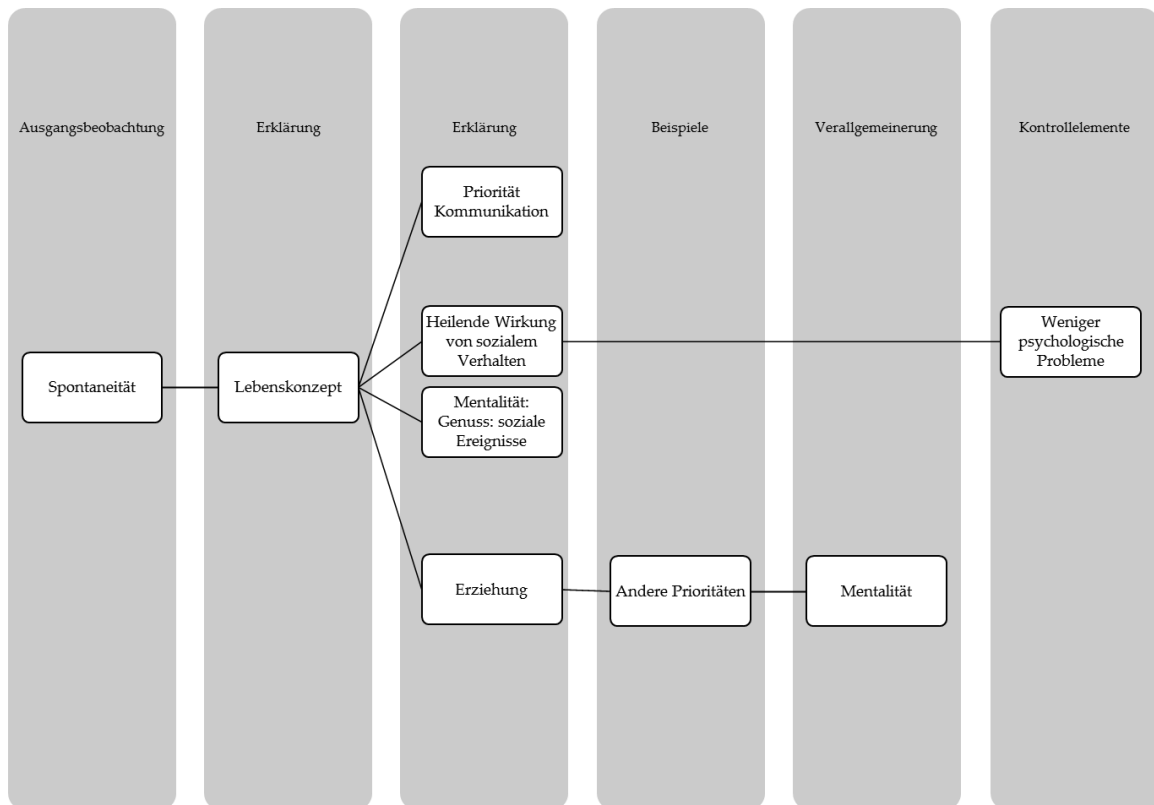 Ausgangsbeobachtung
Erklärung
Erklärung
Beispiele
Verallgemeinerung
Kontrollelemente
Priorität
Kommunikation
Heilende Wirkung
von sozialem
Verhalten
Weniger
psychologische
Probleme
Spontaneität
Lebenskonzept
Mentalität:
Genuss: soziale
Ereignisse
Erziehung
Andere Prioritäten
Mentalität